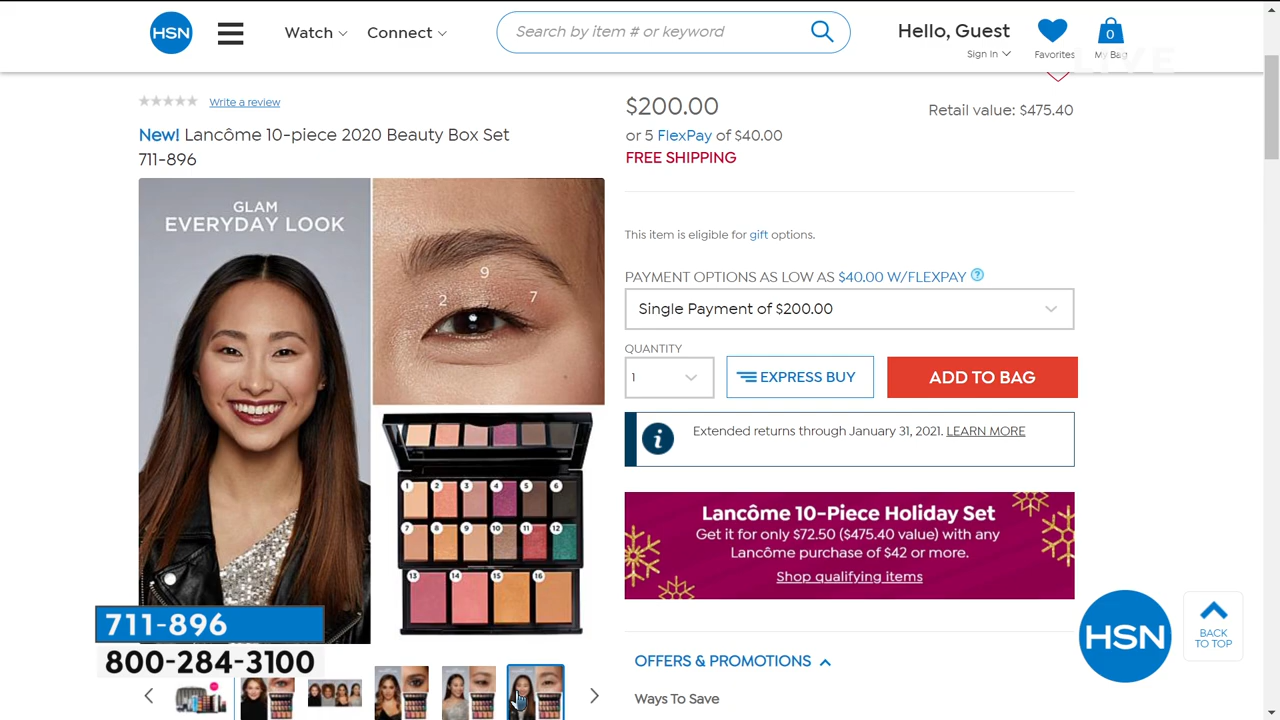 HSN
Watch
Connect
Search by item # or keyword
Hello, Guest
Sign In
Favorites
0
My Bag
LIVE
Write a review
New! Lancôme 10-piece 2020 Beauty Box Set
711-896
$200.00
Retail value: $475.40
or 5 FlexPay of $40.00
FREE SHIPPING
GLAM
EVERYDAY LOOK
9
2
7
1 2 3 4 5 6
7 8 9 10 11 12
13 14 15 16
This item is eligible for gift options.
PAYMENT OPTIONS AS LOW AS $40.00 W/FLEXPAY ?
Single Payment of $200.00
QUANTITY
1
EXPRESS BUY
ADD TO BAG
i
Extended returns through January 31, 2021. LEARN MORE
Lancôme 10-Piece Holiday Set
Get it for only $72.50 ($475.40 value) with any
Lancôme purchase of $42 or more.
Shop qualifying items
711-896
800-284-3100
HSN
BACK
TO TOP
OFFERS & PROMOTIONS
Ways To Save